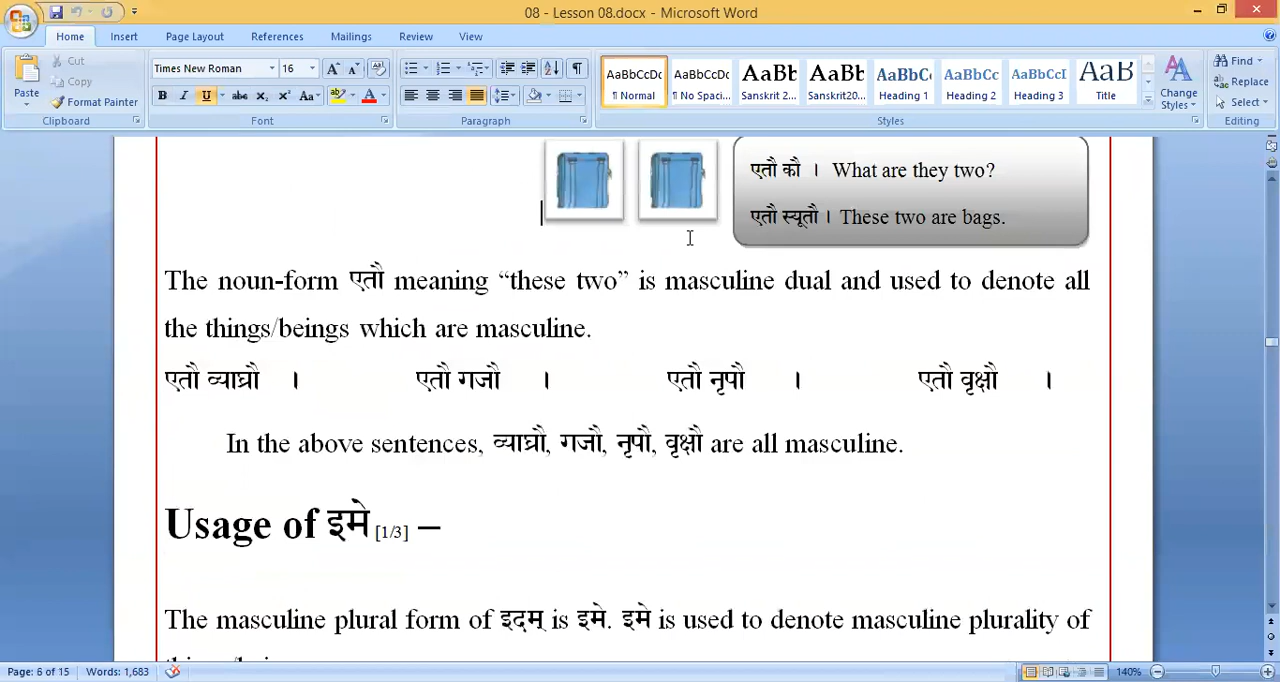 08 - Lesson 08.docx - Microsoft Word
Home Insert Page Layout References Mailings Review View
Paste
Cut
Copy
Format Painter
Clipboard
Times New Roman 16
Font
Paragraph
AaBbCcDc AaBbCcDc AaBb AaBb AaBbC AaBbCc AaBbCcI AaB
¶ Normal ¶ No Spaci... Sanskrit 2... Sanskrit20... Heading 1 Heading 2 Heading 3 Title
Change
Styles
Styles
Find
Replace
Select
Editing
एतौ कौ । What are they two?
एतौ स्यूतौ । These two are bags.
The noun-form एतौ meaning “these two” is masculine dual and used to denote all
the things/beings which are masculine.
एतौ व्याघ्रौ । एतौ गजौ । एतौ नृपौ । एतौ वृक्षौ ।
In the above sentences, व्याघ्रौ, गजौ, नृपौ, वृक्षौ are all masculine.
Usage of इमे [1/3] –
The masculine plural form of इदम् is इमे. इमे is used to denote masculine plurality of
Page: 6 of 15 Words: 1,683 140%